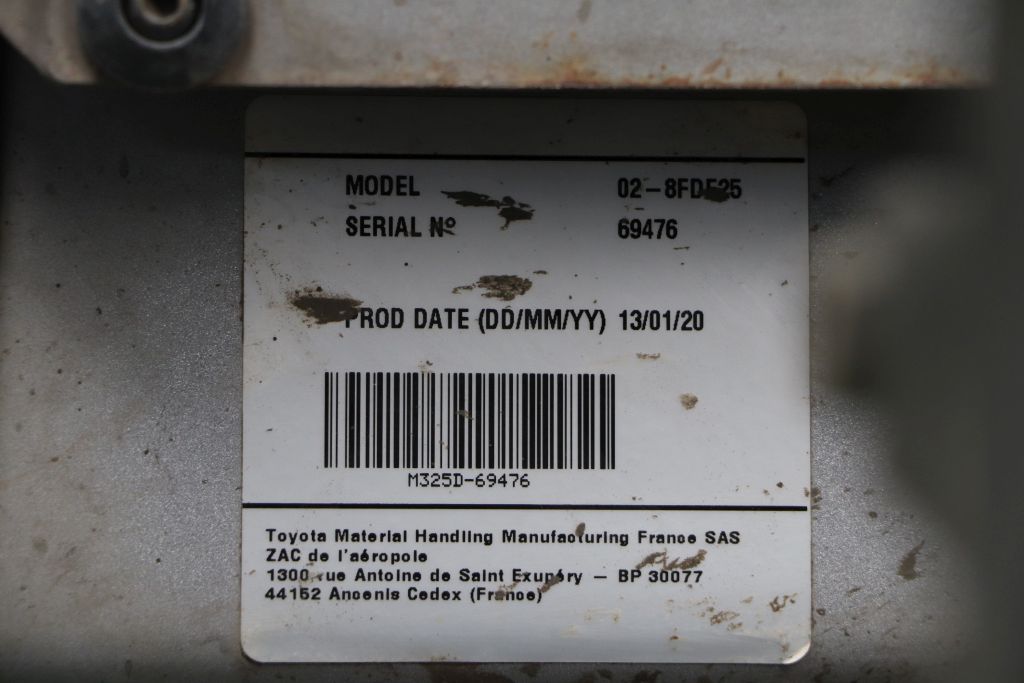 MODEL 02-8FDF25
SERIAL Nº 69476
PROD DATE (DD/MM/YY) 13/01/20
M325D-69476
Toyota Material Handling Manufacturing France SAS
ZAC de l'aéropole
1300, rue Antoine de Saint Exupéry – BP 30077
44152 Ancenis Cedex (France)